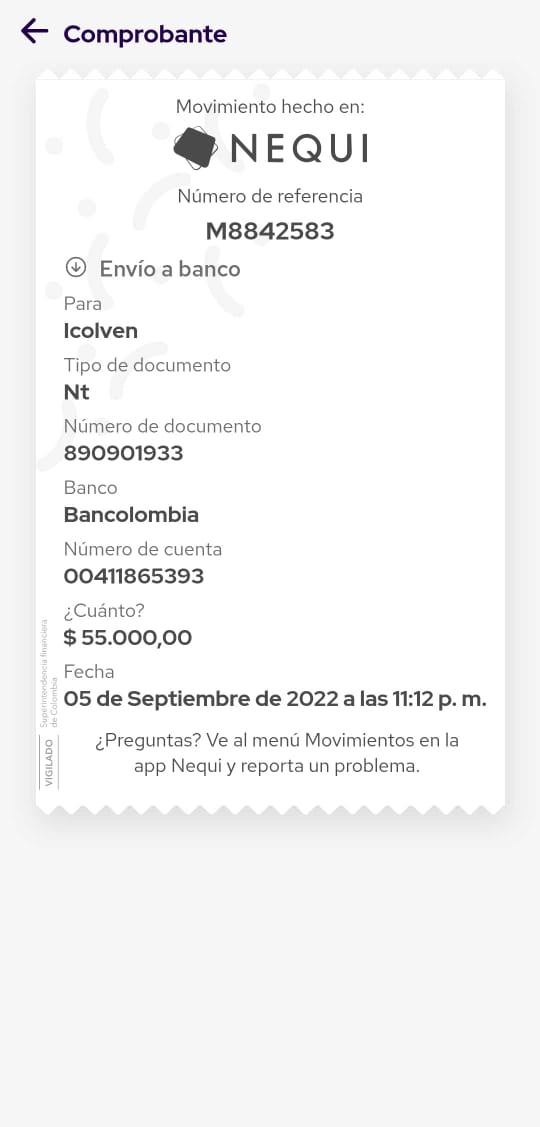 Comprobante
Movimiento hecho en:
NEQUI
Número de referencia
M8842583
Envío a banco
Para
Icolven
Tipo de documento
Nt
Número de documento
890901933
Banco
Bancolombia
Número de cuenta
00411865393
¿Cuánto?
$ 55.000,00
Fecha
05 de Septiembre de 2022 a las 11:12 p. m.
¿Preguntas? Ve al menú Movimientos en la
app Nequi y reporta un problema.
VIGILADO
Superintendencia financiera
de Colombia